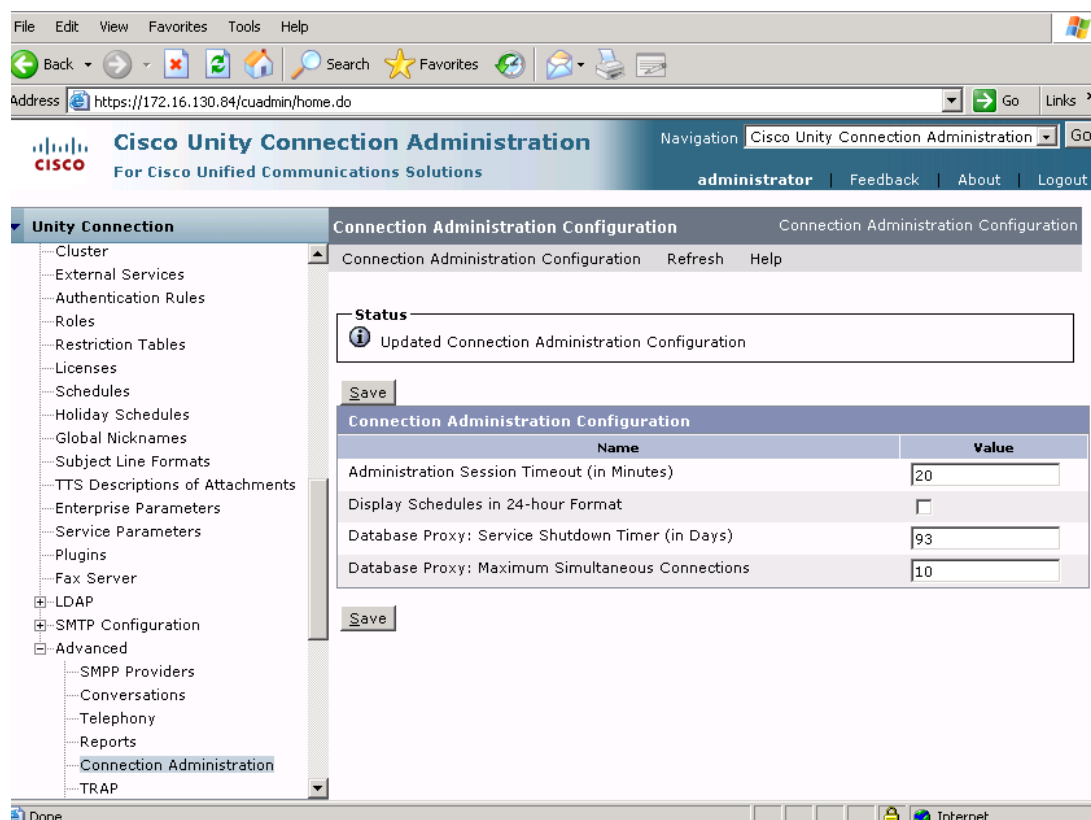 File Edit View Favorites Tools Help
Back Search Favorites
Address https://172.16.130.84/cuadmin/home.do Go Links
CISCO
Cisco Unity Connection Administration
For Cisco Unified Communications Solutions
Navigation Cisco Unity Connection Administration Go
administrator | Feedback | About | Logout
Unity Connection
Cluster
External Services
Authentication Rules
Roles
Restriction Tables
Licenses
Schedules
Holiday Schedules
Global Nicknames
Subject Line Formats
TTS Descriptions of Attachments
Enterprise Parameters
Service Parameters
Plugins
Fax Server
LDAP
SMTP Configuration
Advanced
SMPP Providers
Conversations
Telephony
Reports
Connection Administration
TRAP
Connection Administration Configuration Connection Administration Configuration
Connection Administration Configuration Refresh Help
Status
Updated Connection Administration Configuration
Save
Connection Administration Configuration
Name Value
Administration Session Timeout (in Minutes) 20
Display Schedules in 24-hour Format
Database Proxy: Service Shutdown Timer (in Days) 93
Database Proxy: Maximum Simultaneous Connections 10
Save
Done Internet